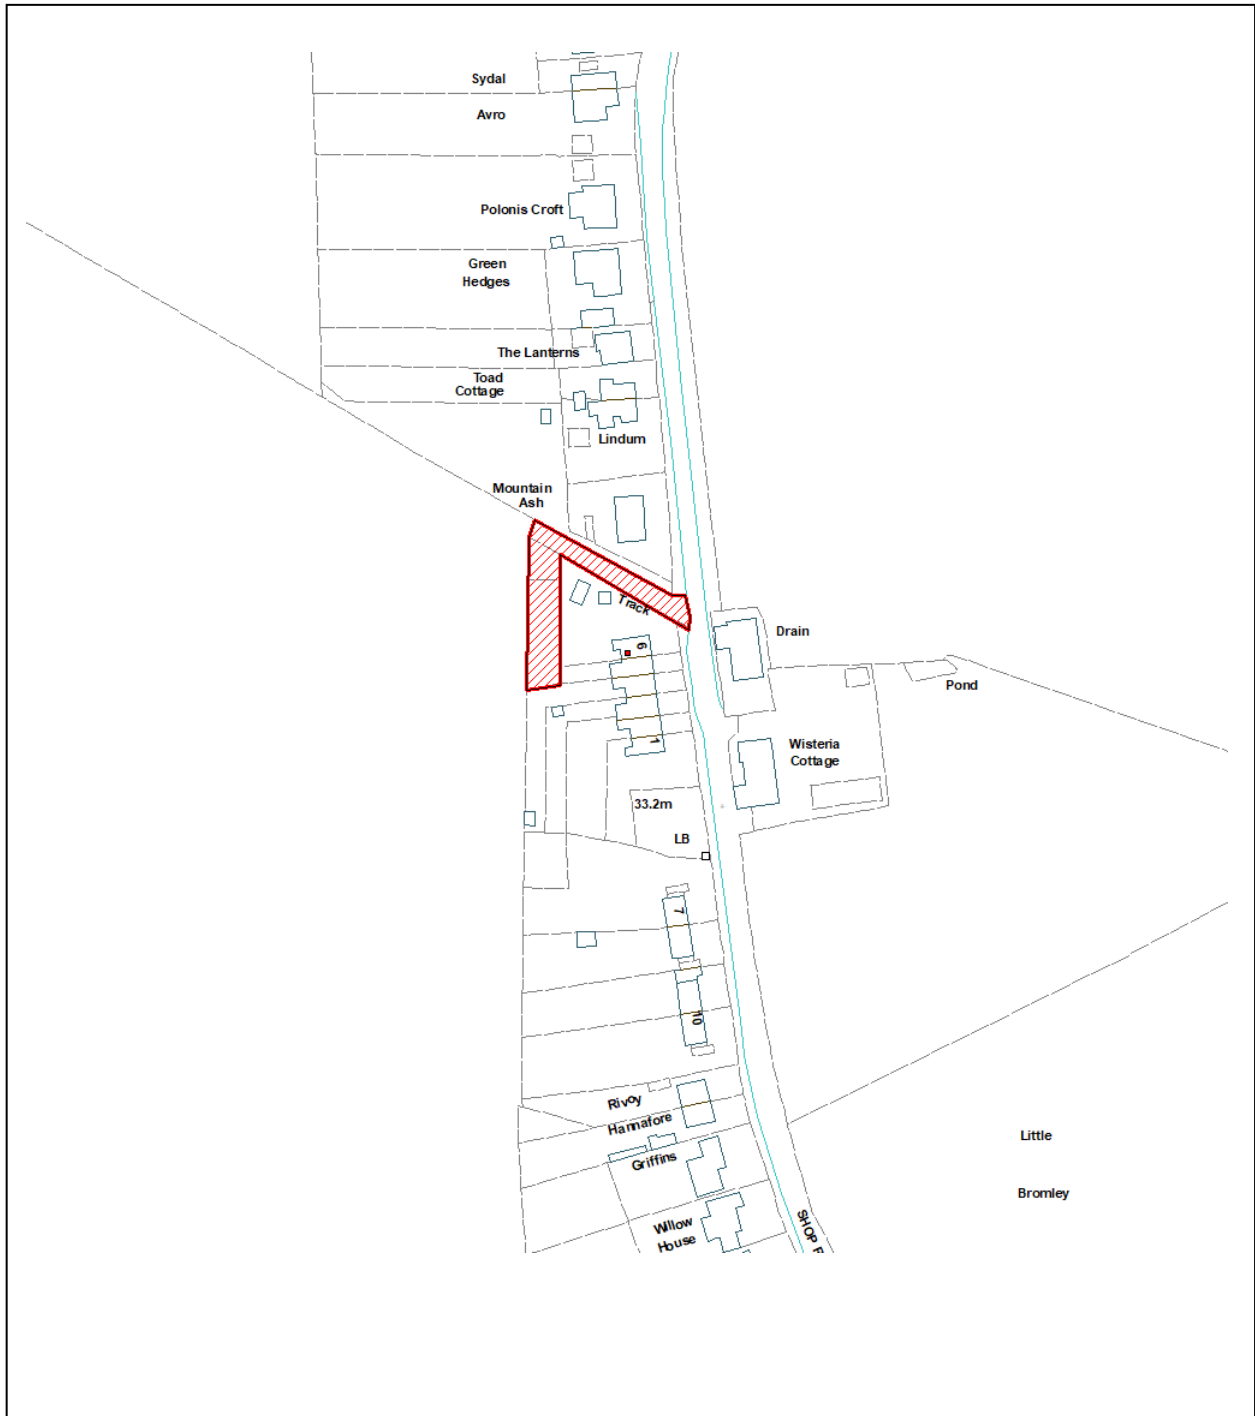 Sydal
Avro
Polonis Croft
Green
Hedges
The Lanterns
Toad
Cottage
Lindum
Mountain
Ash
Track
6
Drain
Pond
1
Wisteria
Cottage
33.2m
LB
7
10
Rivoy
Hannafore
Griffins
Little
Bromley
Willow
House
SHOP